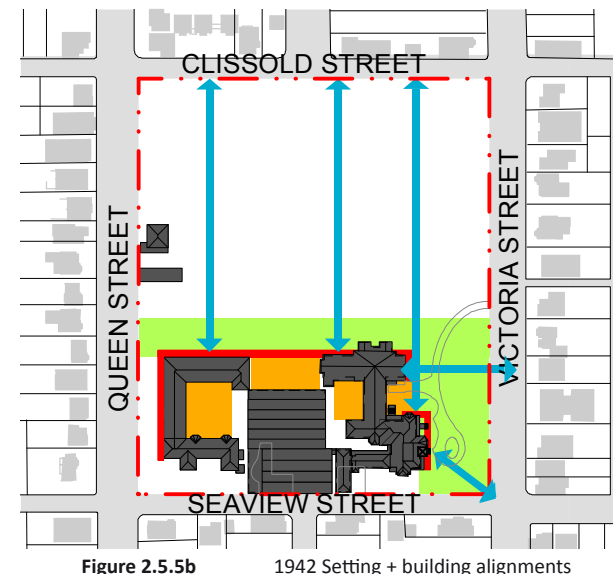 CLISSOLD STREET
QUEEN STREET
VICTORIA STREET
SEAVIEW STREET
Figure 2.5.5b 1942 Setting + building alignments